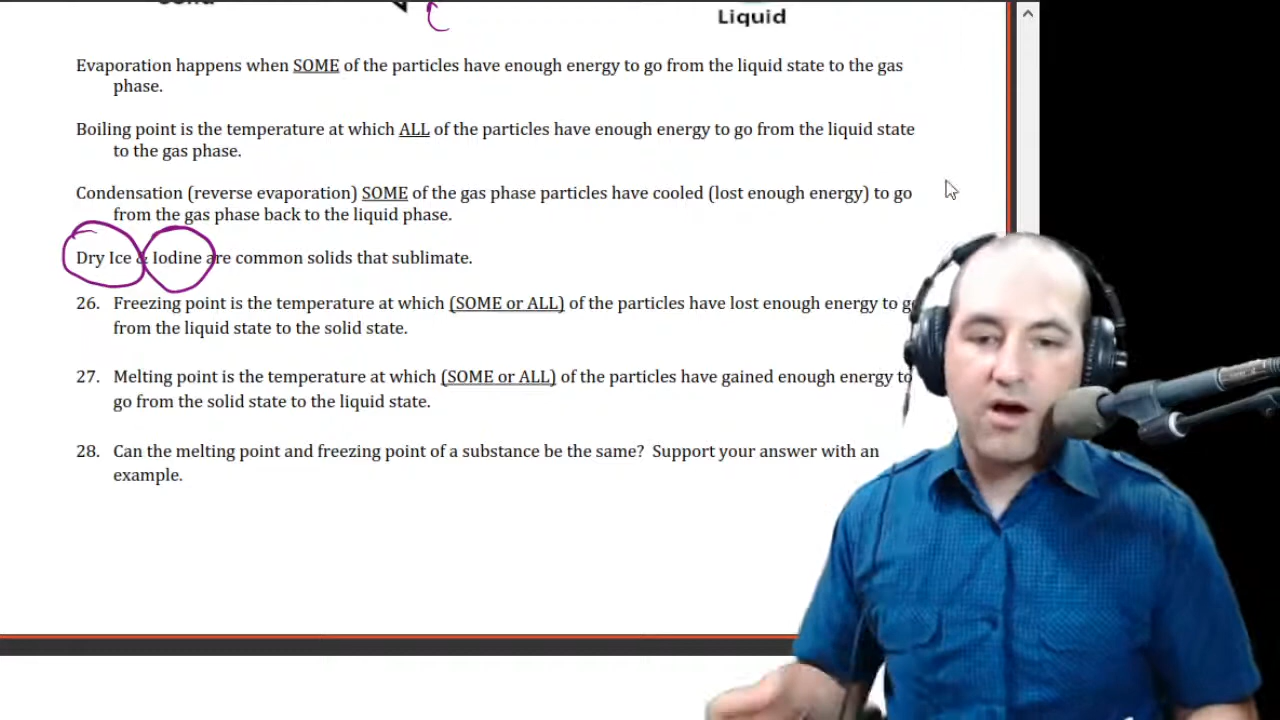 Liquid
Evaporation happens when SOME of the particles have enough energy to go from the liquid state to the gas
phase.
Boiling point is the temperature at which ALL of the particles have enough energy to go from the liquid state
to the gas phase.
Condensation (reverse evaporation) SOME of the gas phase particles have cooled (lost enough energy) to go
from the gas phase back to the liquid phase.
Dry Ice & Iodine are common solids that sublimate.
26. Freezing point is the temperature at which (SOME or ALL) of the particles have lost enough energy to go
from the liquid state to the solid state.
27. Melting point is the temperature at which (SOME or ALL) of the particles have gained enough energy to
go from the solid state to the liquid state.
28. Can the melting point and freezing point of a substance be the same? Support your answer with an
example.